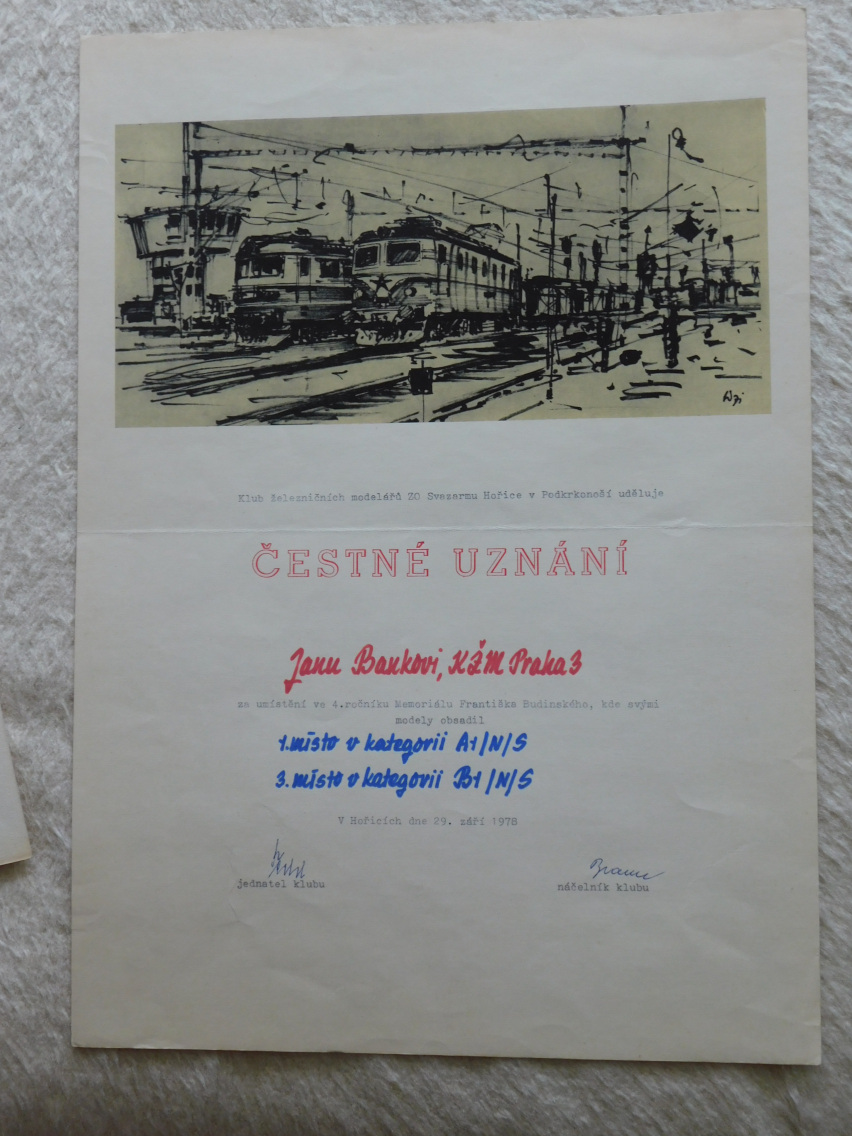 Klub železničních modelářů ZO Svazarmu Hořice v Podkrkonoší uděluje
ČESTNÉ UZNÁNÍ
Janu Bankovi, KŽM Praha 3
za umístění ve 4.ročníku Memoriálu Františka Budinského, kde svými
modely obsadil
1. místo v kategorii A1/N/S
3. místo v kategorii B1/N/S
V Hořicích dne 29. září 1978
jednatel klubu
náčelník klubu